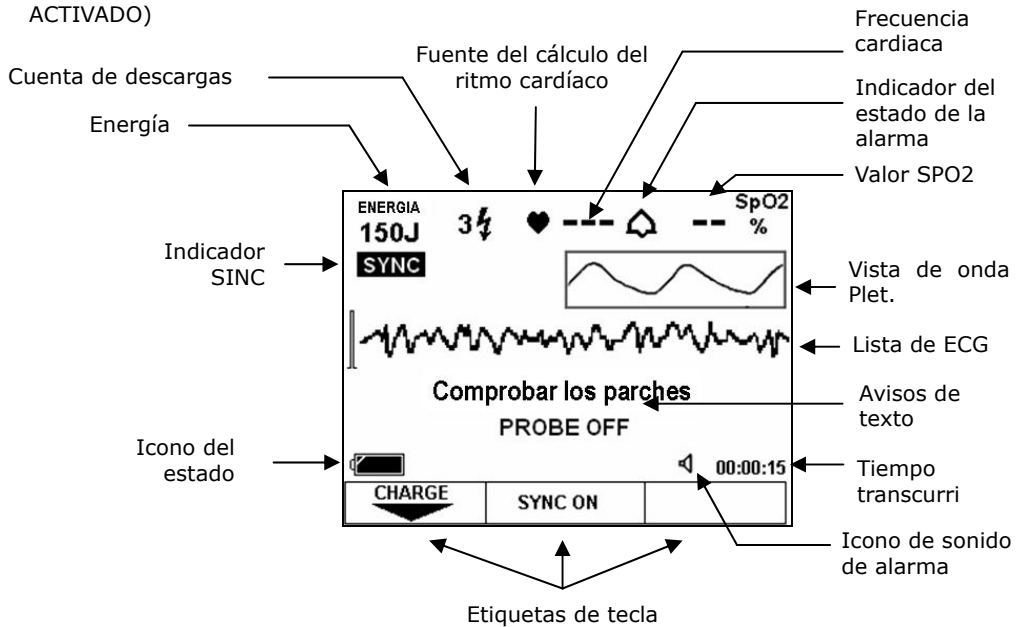 ACTIVADO)
Cuenta de descargas
Energía
Fuente del cálculo del
ritmo cardíaco
Frecuencia
cardiaca
Indicador del
estado de la
alarma
Valor SPO2
ENERGIA
150J
3
---
--
SpO2
%
Indicador
SINC
SYNC
Vista de onda
Plet.
Lista de ECG
Comprobar los parches
PROBE OFF
Avisos de
texto
Icono del
estado
00:00:15
Tiempo
transcurri
CHARGE
SYNC ON
Icono de sonido
de alarma
Etiquetas de tecla